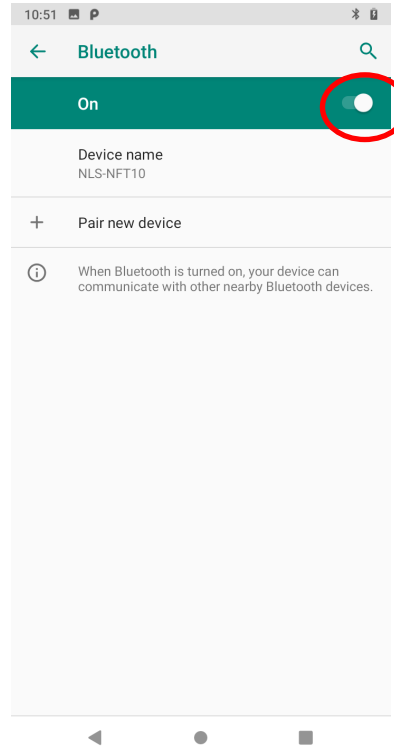 10:51
Bluetooth
On
Device name
NLS-NFT10
Pair new device
When Bluetooth is turned on, your device can
communicate with other nearby Bluetooth devices.